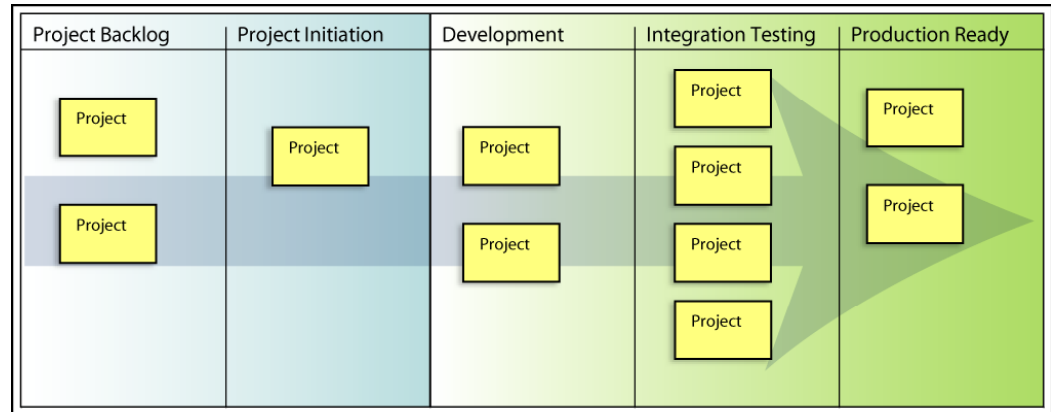 Project Backlog
Project Initiation
Development
Integration Testing
Production Ready
Project
Project
Project
Project
Project
Project
Project
Project
Project
Project
Project